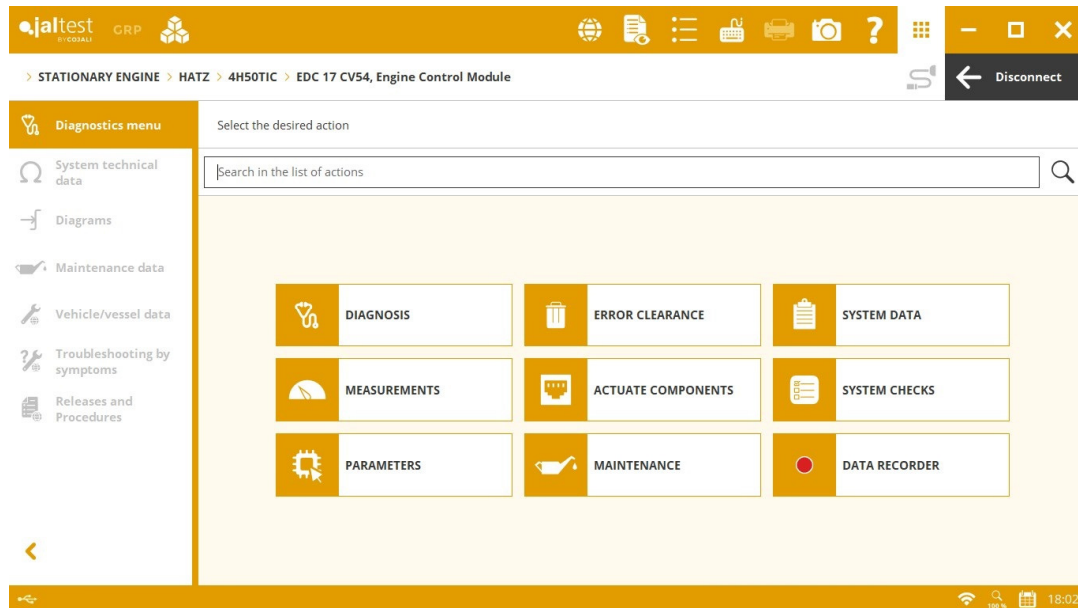 jaltest GRP
BY COJALI
?
> STATIONARY ENGINE > HATZ > 4H50TIC > EDC 17 CV54, Engine Control Module
Disconnect
Diagnostics menu
Select the desired action
System technical
data
Search in the list of actions
Diagrams
Maintenance data
Vehicle/vessel data
Troubleshooting by
symptoms
Releases and
Procedures
DIAGNOSIS
ERROR CLEARANCE
SYSTEM DATA
MEASUREMENTS
ACTUATE COMPONENTS
SYSTEM CHECKS
PARAMETERS
MAINTENANCE
DATA RECORDER
100 %
18:02